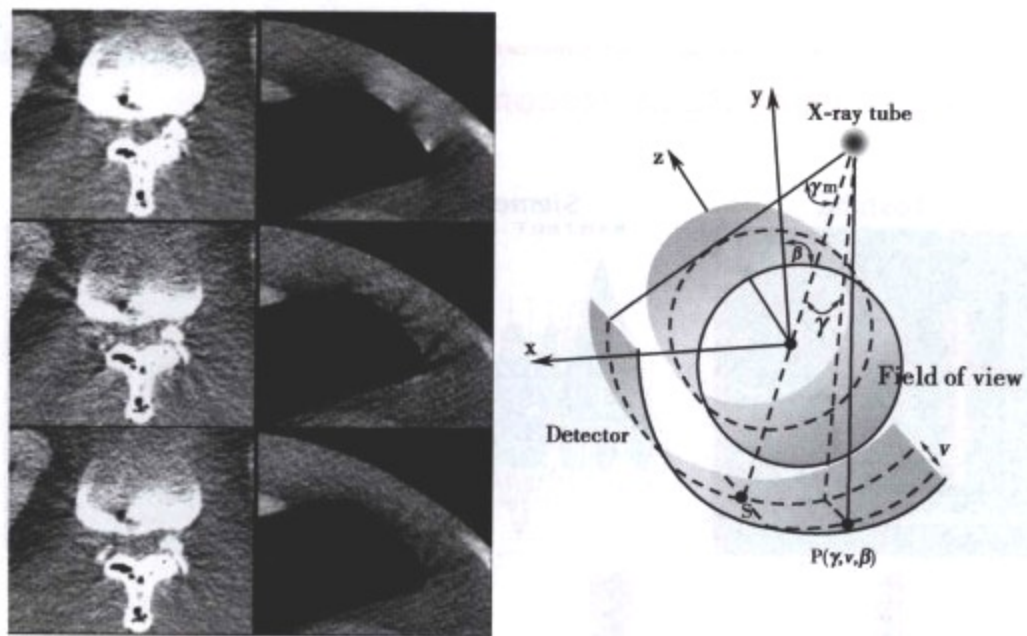 y
X-ray tube
z
γm
β
γ
x
Field of view
Detector
v
S
P(γ,v,β)